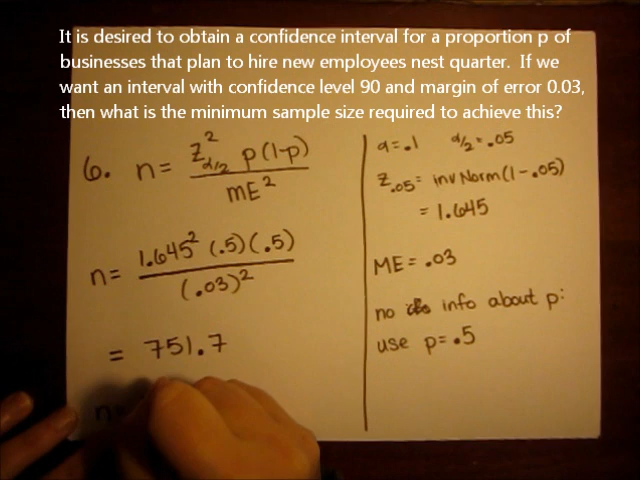 It is desired to obtain a confidence interval for a proportion p of
businesses that plan to hire new employees nest quarter. If we
want an interval with confidence level 90 and margin of error 0.03,
then what is the minimum sample size required to achieve this?
6. n = z²α/2 p(1-p) / ME²
n = 1.645² (.5)(.5) / (.03)²
= 751.7
n=
α = .1 α/2 = .05
z.05 = invNorm(1-.05)
= 1.645
ME = .03
no info about p:
use p = .5